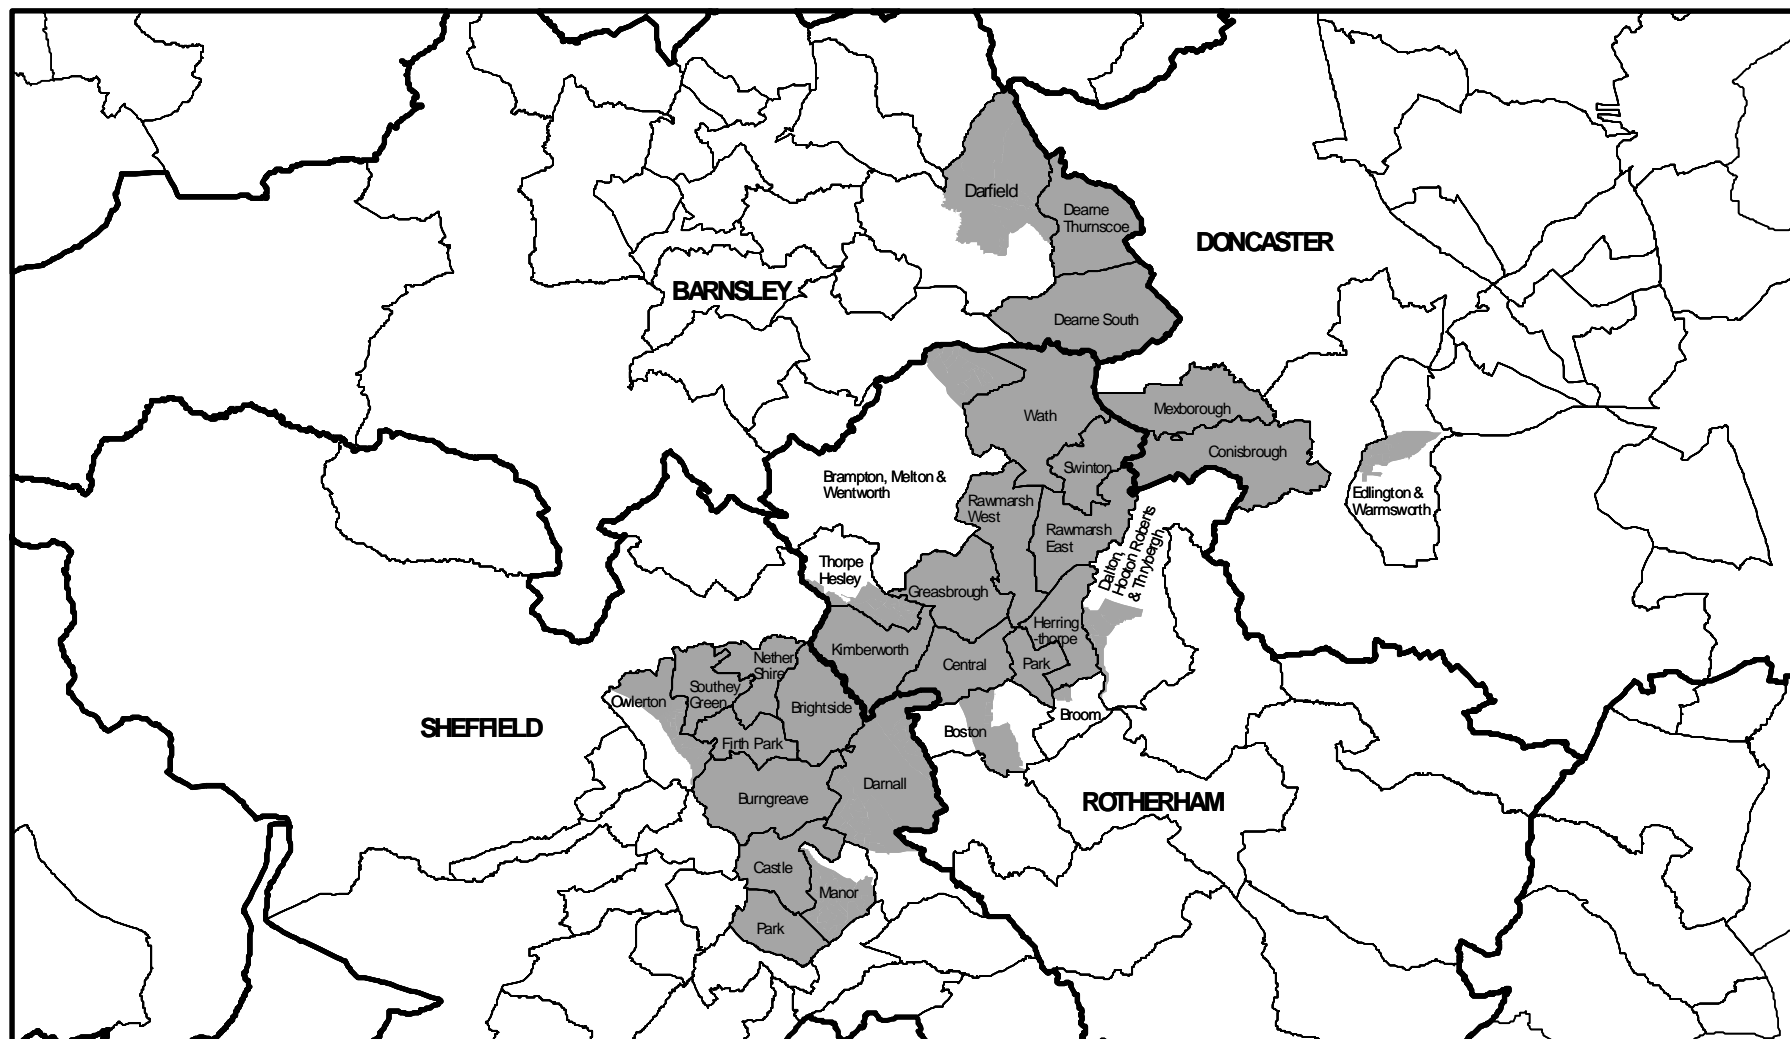 Darfield
Dearne
Thurnscoe
DONCASTER
BARNSLEY
Dearne South
Mexborough
Wath
Conisbrough
Swinton
Brampton, Melton &
Wentworth
Edlington &
Warmsworth
Rawmarsh
West
Rawmarsh
East
Dalton,
Hooton Roberts
& Thrybergh
Thorpe
Hesley
Greasbrough
Herring
-thorpe
Kimberworth
Central
Park
Nether
Shire
Southey
Green
Owlerton
Brightside
Broom
SHEFFIELD
Boston
Firth Park
Darnall
Burngreave
ROTHERHAM
Castle
Manor
Park